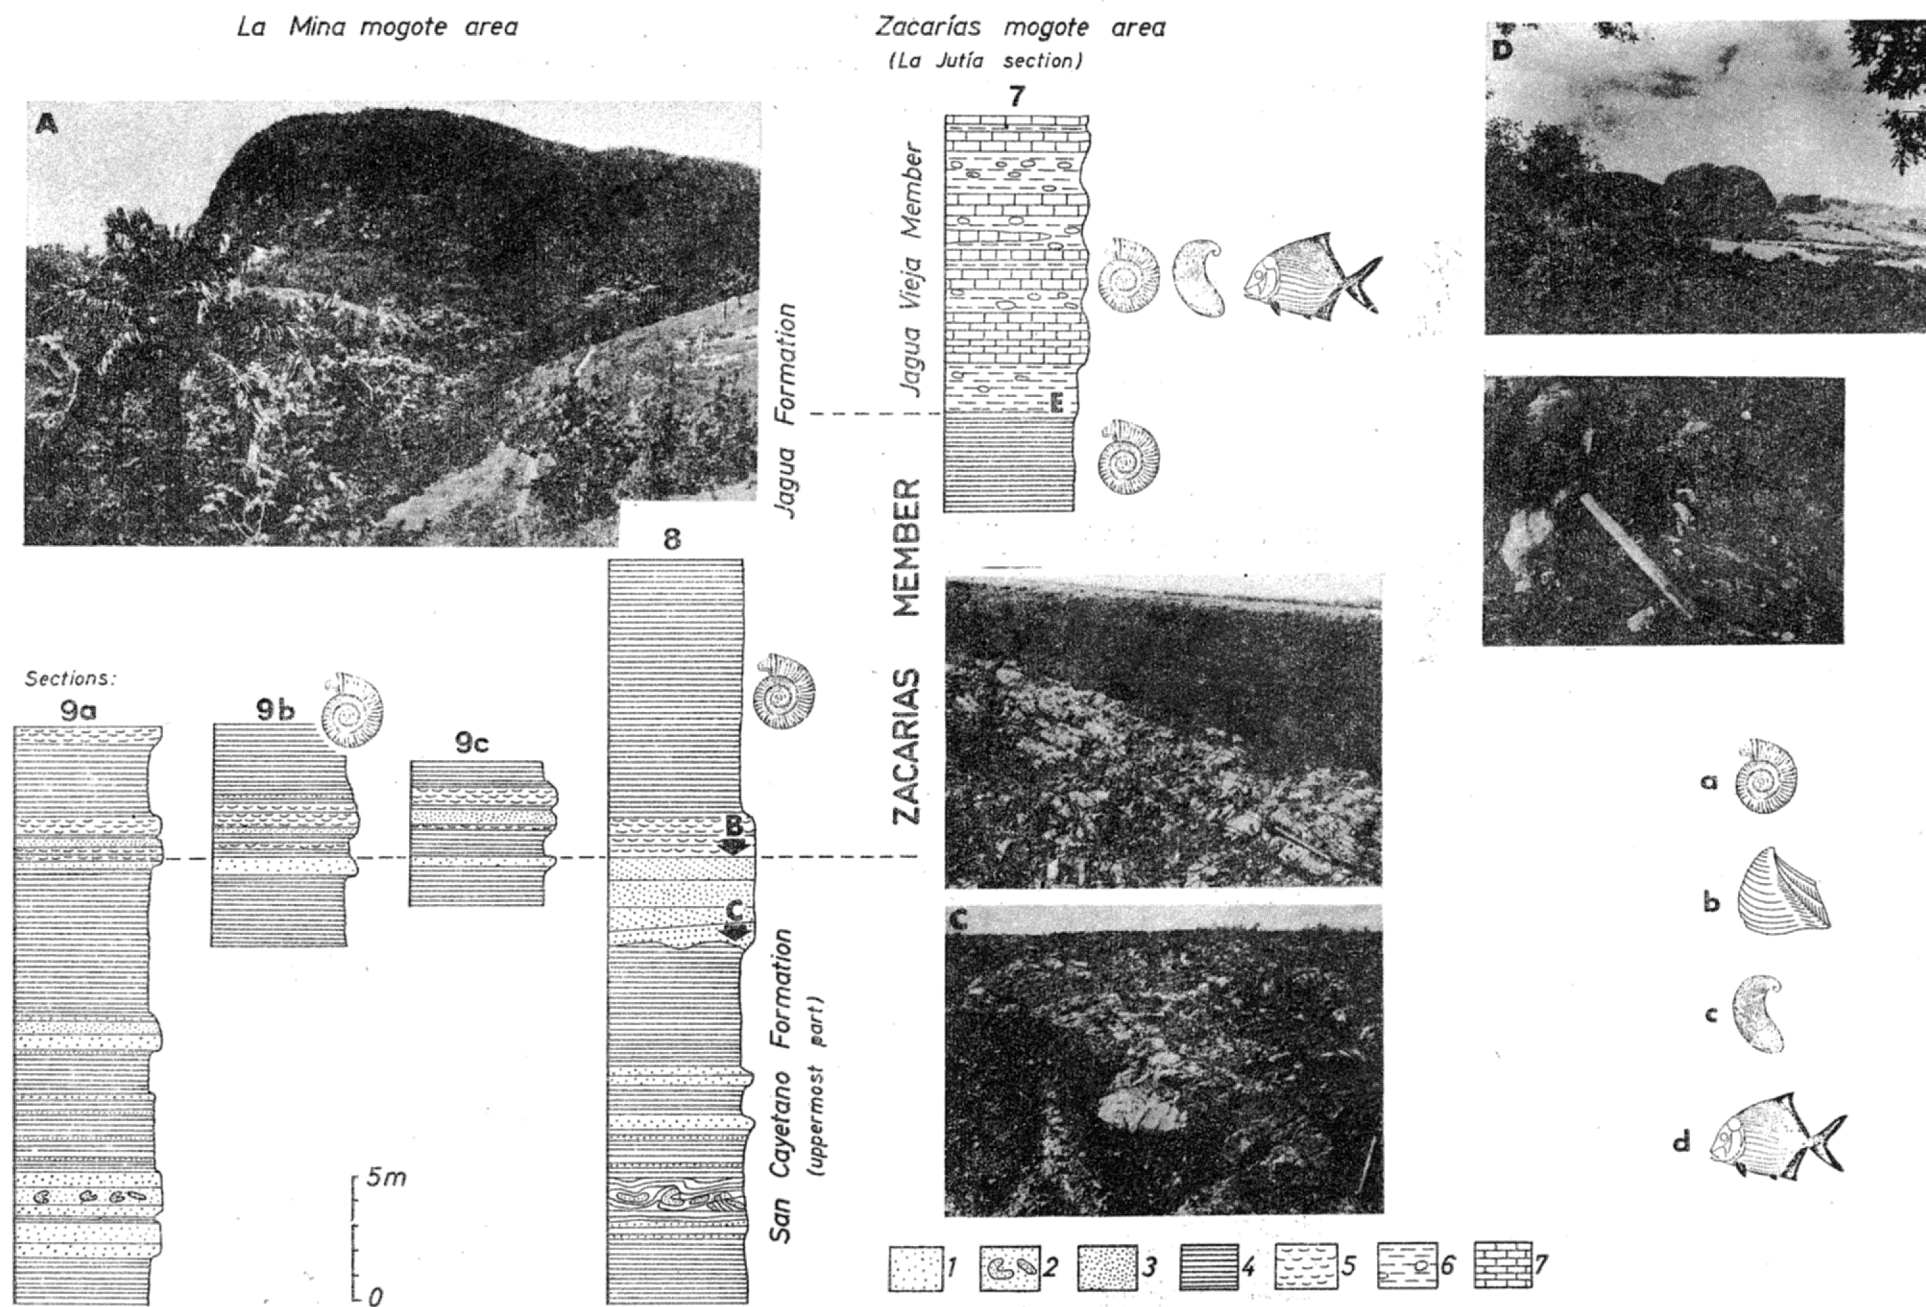 La Mina mogote area
Zacarías mogote area
(La Jutía section)
A
D
7
Jagua Vieja Member
Jagua Formation
E
8
ZACARIAS MEMBER
Sections:
9a
9b
9c
B
C
San Cayetano Formation
(uppermost part)
C
a
b
c
d
5m
0
1
2
3
4
5
6
7